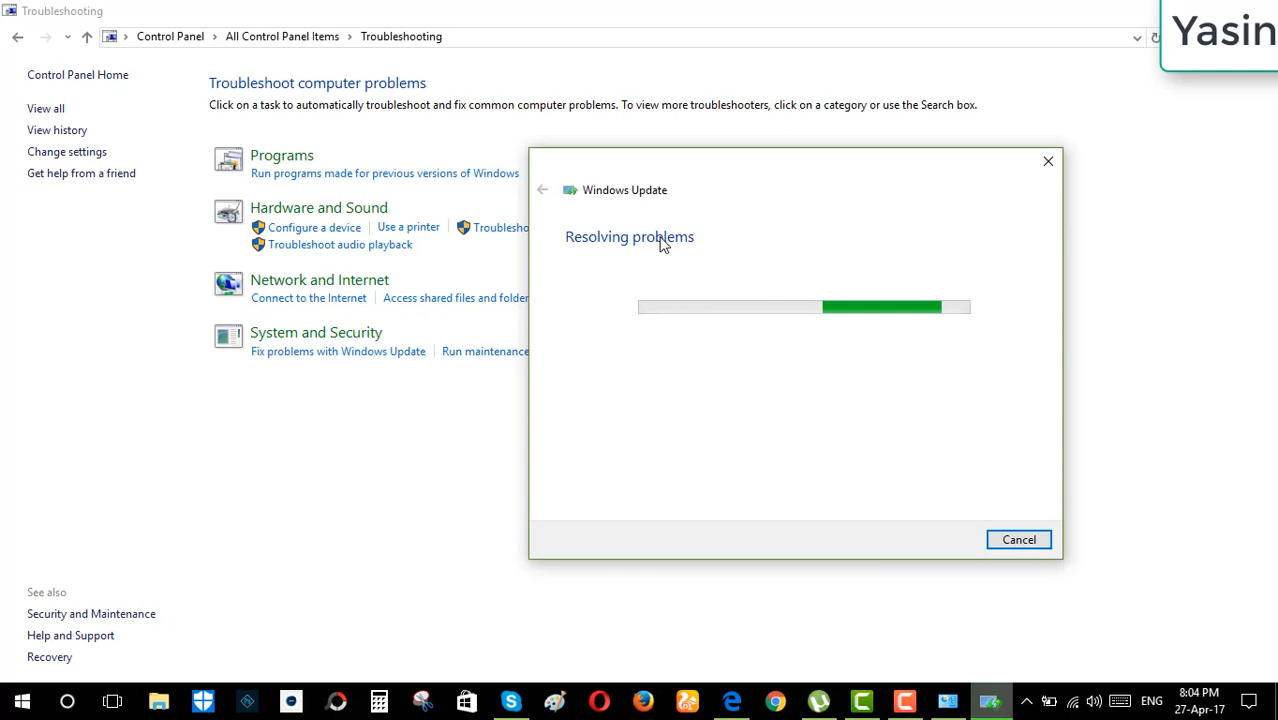 Troubleshooting
Yasin
Control Panel > All Control Panel Items > Troubleshooting
Control Panel Home
View all
View history
Change settings
Get help from a friend
Troubleshoot computer problems
Click on a task to automatically troubleshoot and fix common computer problems. To view more troubleshooters, click on a category or use the Search box.
Programs
Run programs made for previous versions of Windows
Hardware and Sound
Configure a device | Use a printer | Troublesho
Troubleshoot audio playback
Network and Internet
Connect to the Internet | Access shared files and folder
System and Security
Fix problems with Windows Update | Run maintenance
Windows Update
Resolving problems
Cancel
See also
Security and Maintenance
Help and Support
Recovery
ENG
8:04 PM
27-Apr-17